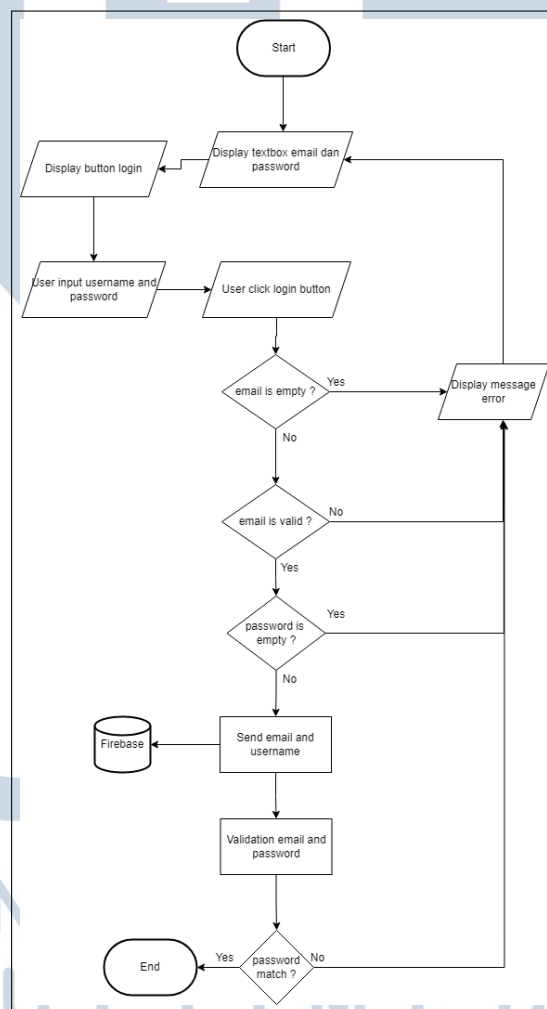 Start
Display textbox email dan
password
Display button login
User input username and
password
User click login button
email is empty ?
Yes
Display message
error
No
email is valid ?
No
Yes
password is
empty ?
Yes
No
Firebase
Send email and
username
Validation email and
password
End
Yes
password
match ?
No